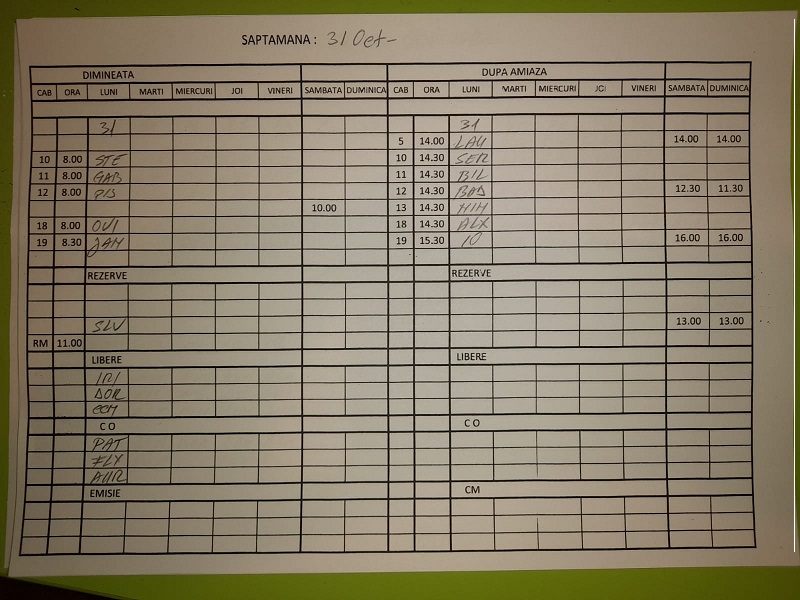 SAPTAMANA : 31 Oct-
DIMINEATA DUPA AMIAZA
CAB ORA LUNI MARTI MIERCURI JOI VINERI SAMBATA DUMINICA CAB ORA LUNI MARTI MIERCURI JOI VINERI SAMBATA DUMINICA
31 31
5 14.00 LAU 14.00 14.00
10 8.00 STE 10 14.30 SER
11 8.00 GAB 11 14.30 BIL
12 8.00 12 14.30 BOD 12.30 11.30
10.00 13 14.30 MIH
18 8.00 OVI 18 14.30 ALX
19 8.30 JAM 19 15.30 IO 16.00 16.00
REZERVE REZERVE
SLV 13.00 13.00
RM 11.00
LIBERE LIBERE
IRI
DOR
C O C O
PAT
FLX
AUR
EMISIE CM